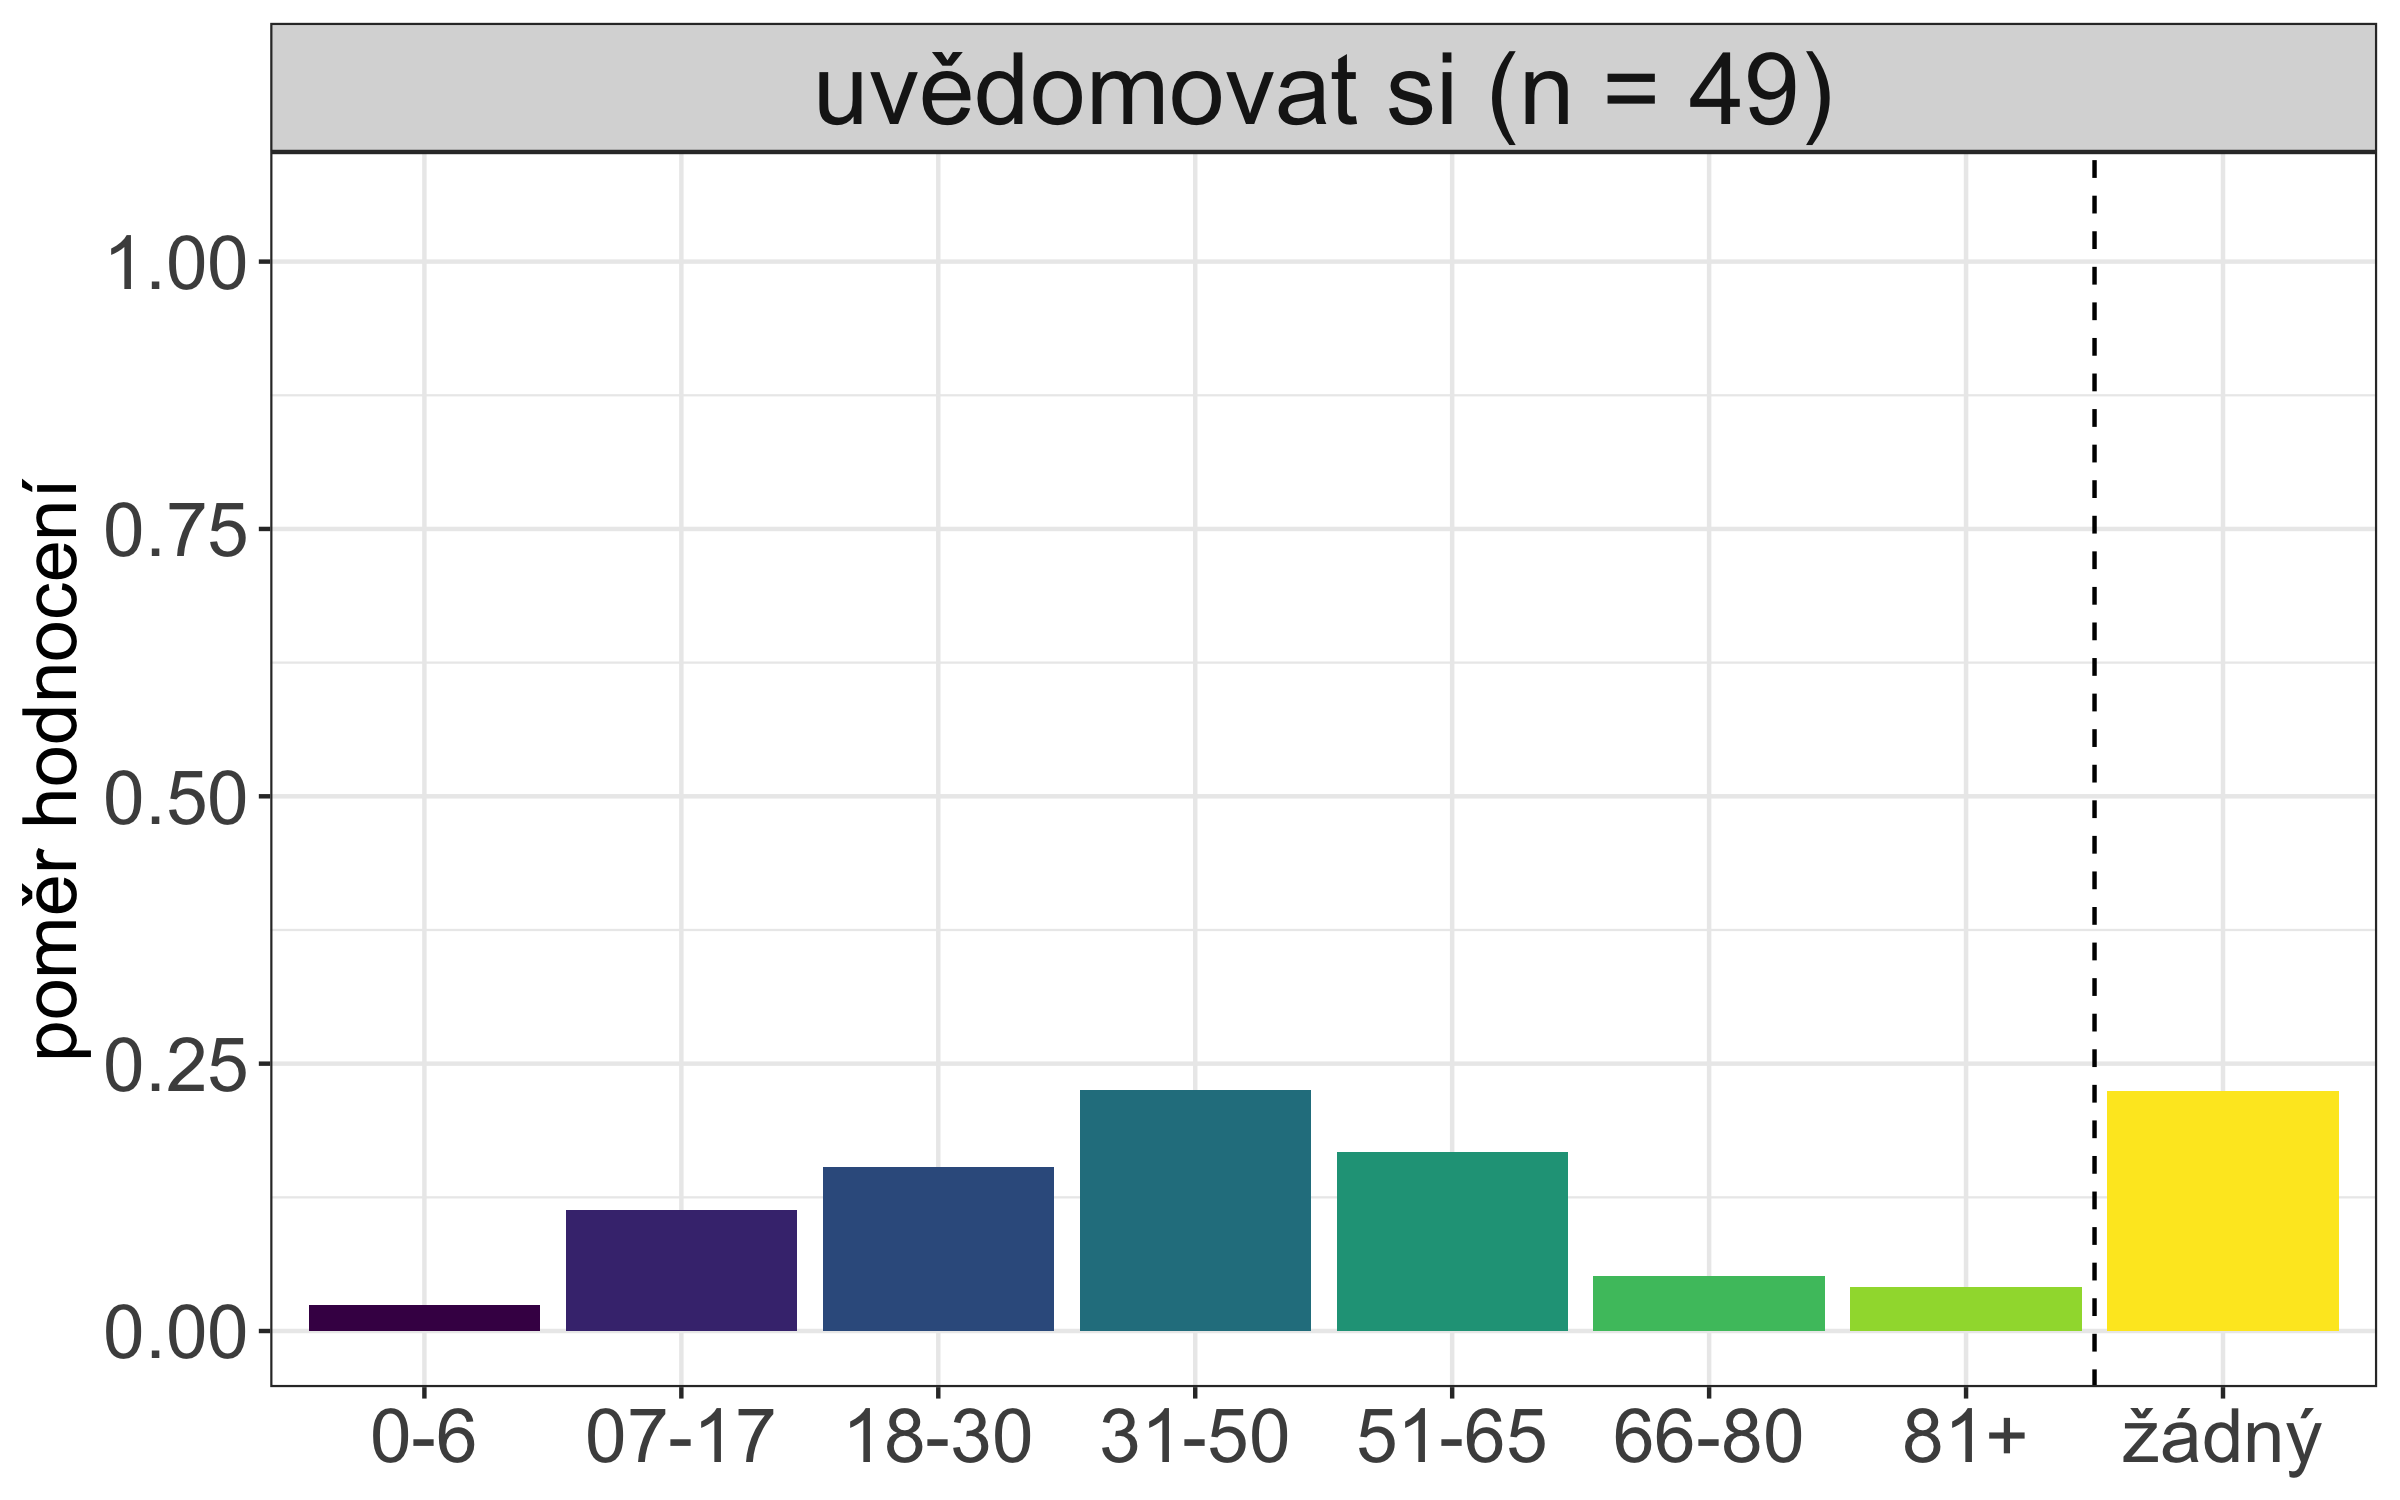 uvědomovat si (n = 49)
poměr hodnocení
1.00
0.75
0.50
0.25
0.00
0-6 07-17 18-30 31-50 51-65 66-80 81+ žádný